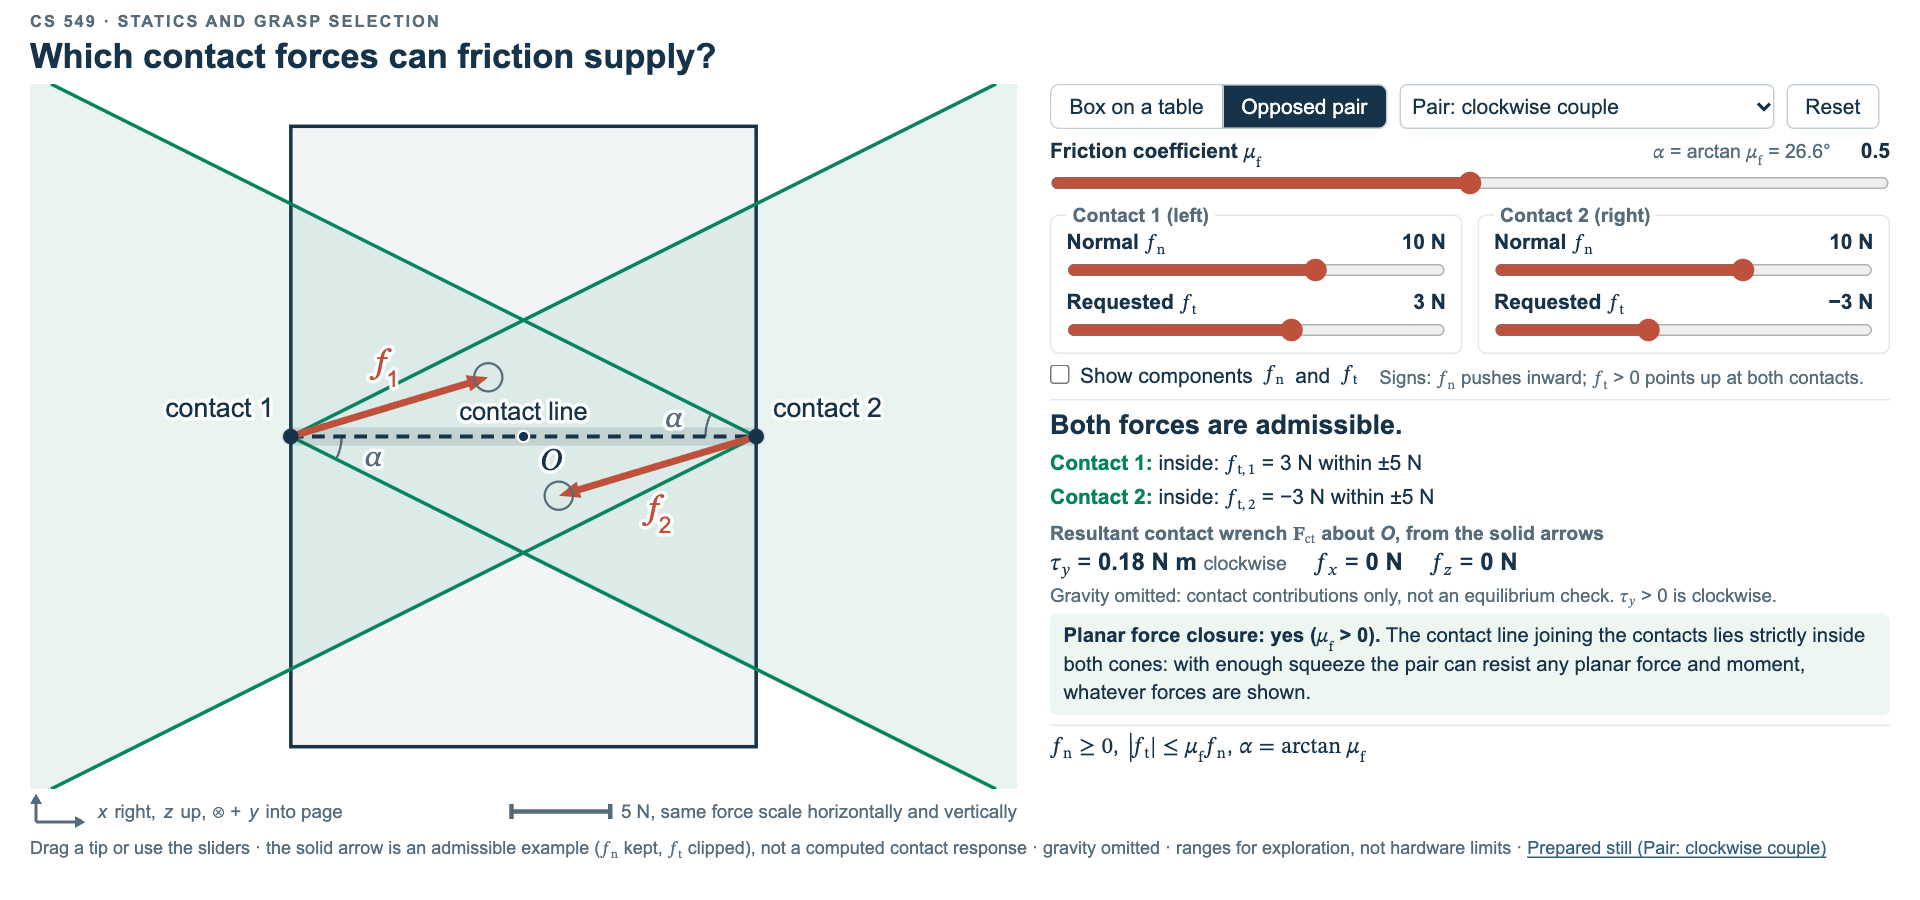 CS 549 · STATICS AND GRASP SELECTION
Which contact forces can friction supply?
f1
contact line
contact 1
contact 2
α
α
O
f2
x right, z up, ⊗ + y into page
5 N, same force scale horizontally and vertically
Box on a table
Opposed pair
Pair: clockwise couple
Reset
Friction coefficient μf
α = arctan μf = 26.6°
0.5
Contact 1 (left)
Normal fn
10 N
Requested ft
3 N
Contact 2 (right)
Normal fn
10 N
Requested ft
−3 N
Show components fn and ft
Signs: fn pushes inward; ft > 0 points up at both contacts.
Both forces are admissible.
Contact 1: inside: ft,1 = 3 N within ±5 N
Contact 2: inside: ft,2 = −3 N within ±5 N
Resultant contact wrench Fct about O, from the solid arrows
τy = 0.18 N m clockwise fx = 0 N fz = 0 N
Gravity omitted: contact contributions only, not an equilibrium check. τy > 0 is clockwise.
Planar force closure: yes (μf > 0). The contact line joining the contacts lies strictly inside
both cones: with enough squeeze the pair can resist any planar force and moment,
whatever forces are shown.
fn ≥ 0, |ft| ≤ μffn, α = arctan μf
Drag a tip or use the sliders · the solid arrow is an admissible example (fn kept, ft clipped), not a computed contact response · gravity omitted · ranges for exploration, not hardware limits · Prepared still (Pair: clockwise couple)